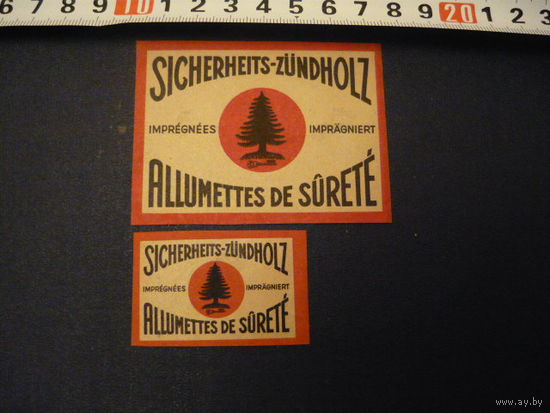 6 7 8 9 10 1 2 3 4 5 6 7 8 9 20 1 2 3
SICHERHEITS-ZÜNDHOLZ
IMPRÉGNÉES IMPRÄGNIERT
ALLUMETTES DE SÛRETÉ
SICHERHEITS-ZÜNDHOLZ
IMPRÉGNÉES IMPRÄGNIERT
ALLUMETTES DE SÛRETÉ
www.ay.by